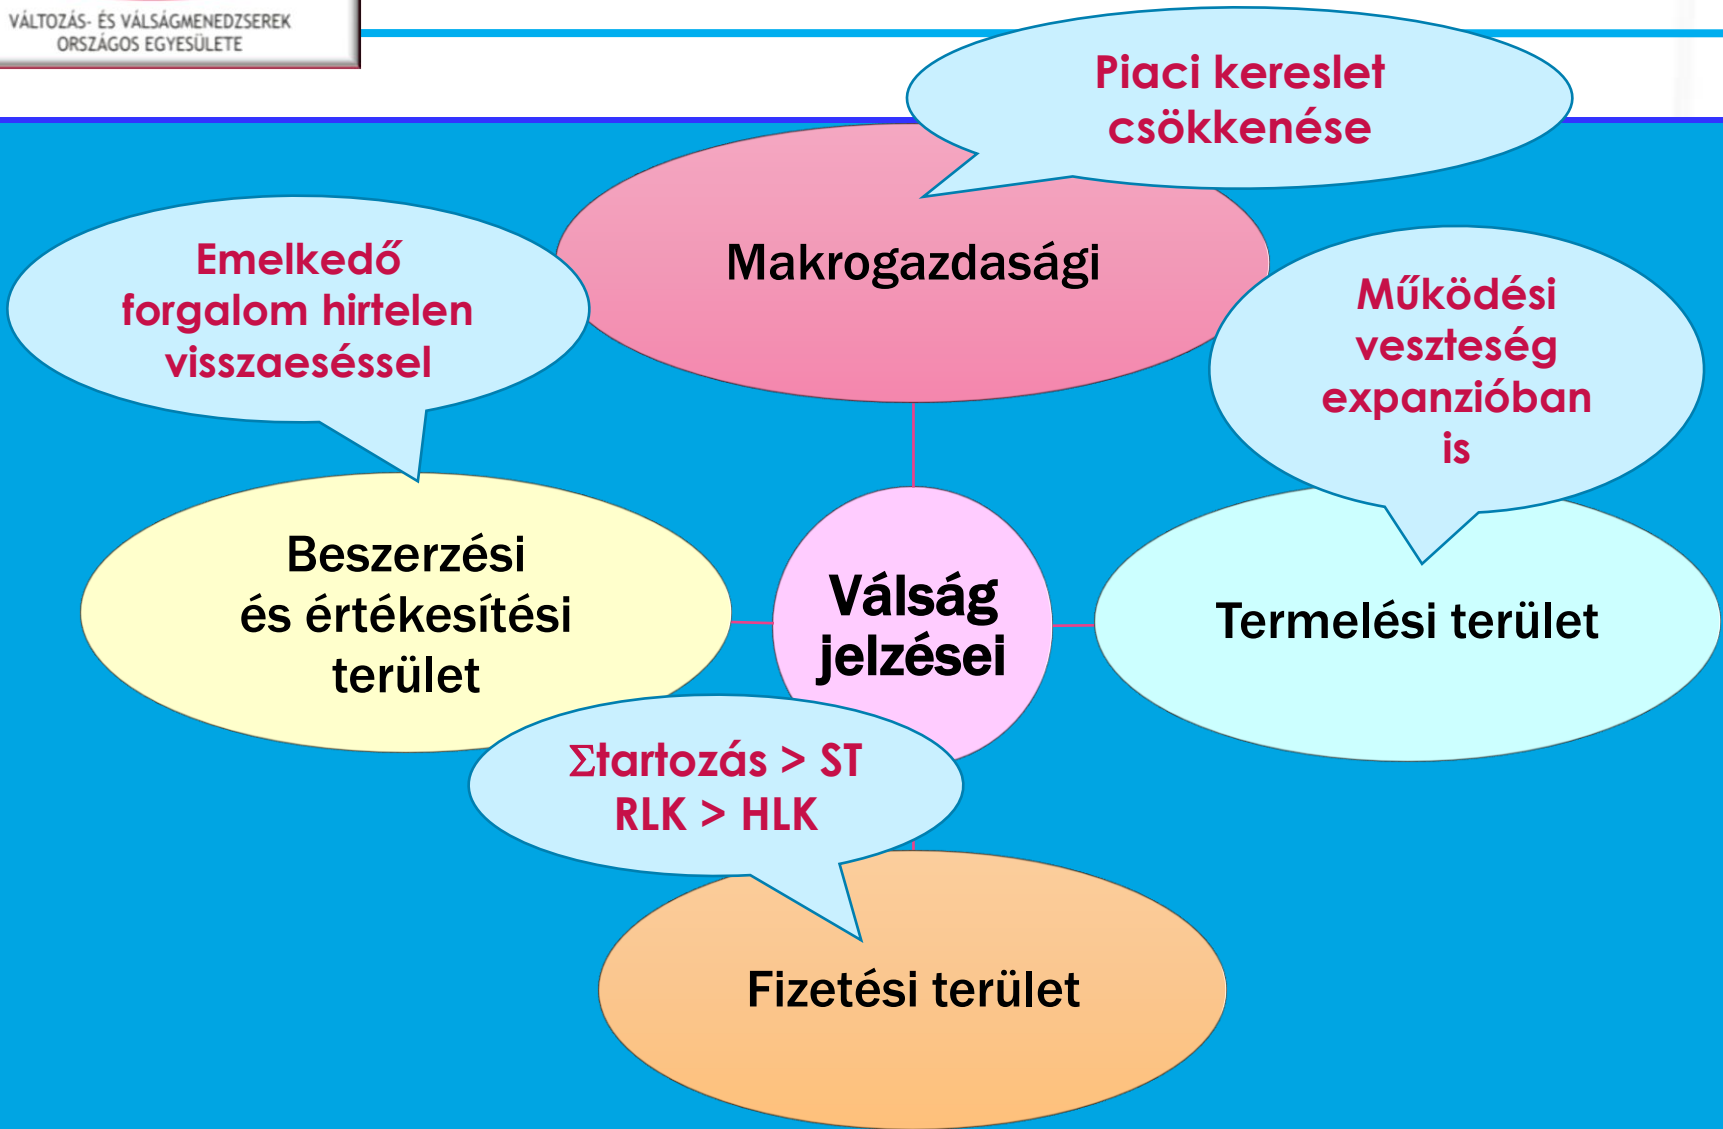 VÁLTOZÁS- ÉS VÁLSÁGMENEDZSEREK
ORSZÁGOS EGYESÜLETE
Piaci kereslet
csökkenése
Makrogazdasági
Emelkedő
forgalom hirtelen
visszaeséssel
Működési
veszteség
expanzióban
is
Beszerzési
és értékesítési
terület
Válság
jelzései
Termelési terület
Σtartozás > ST
RLK > HLK
Fizetési terület